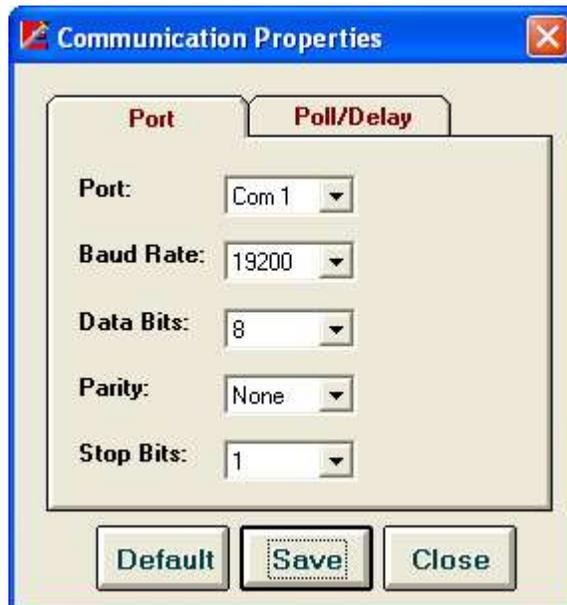 Communication Properties
Port Poll/Delay
Port: Com 1
Baud Rate: 19200
Data Bits: 8
Parity: None
Stop Bits: 1
Default Save Close